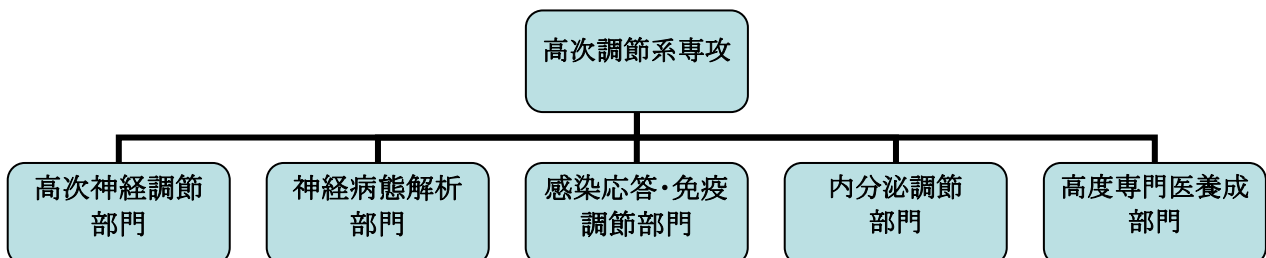 高次調節系専攻
高次神経調節
部門
神経病態解析
部門
感染応答・免疫
調節部門
内分泌調節
部門
高度専門医養成
部門